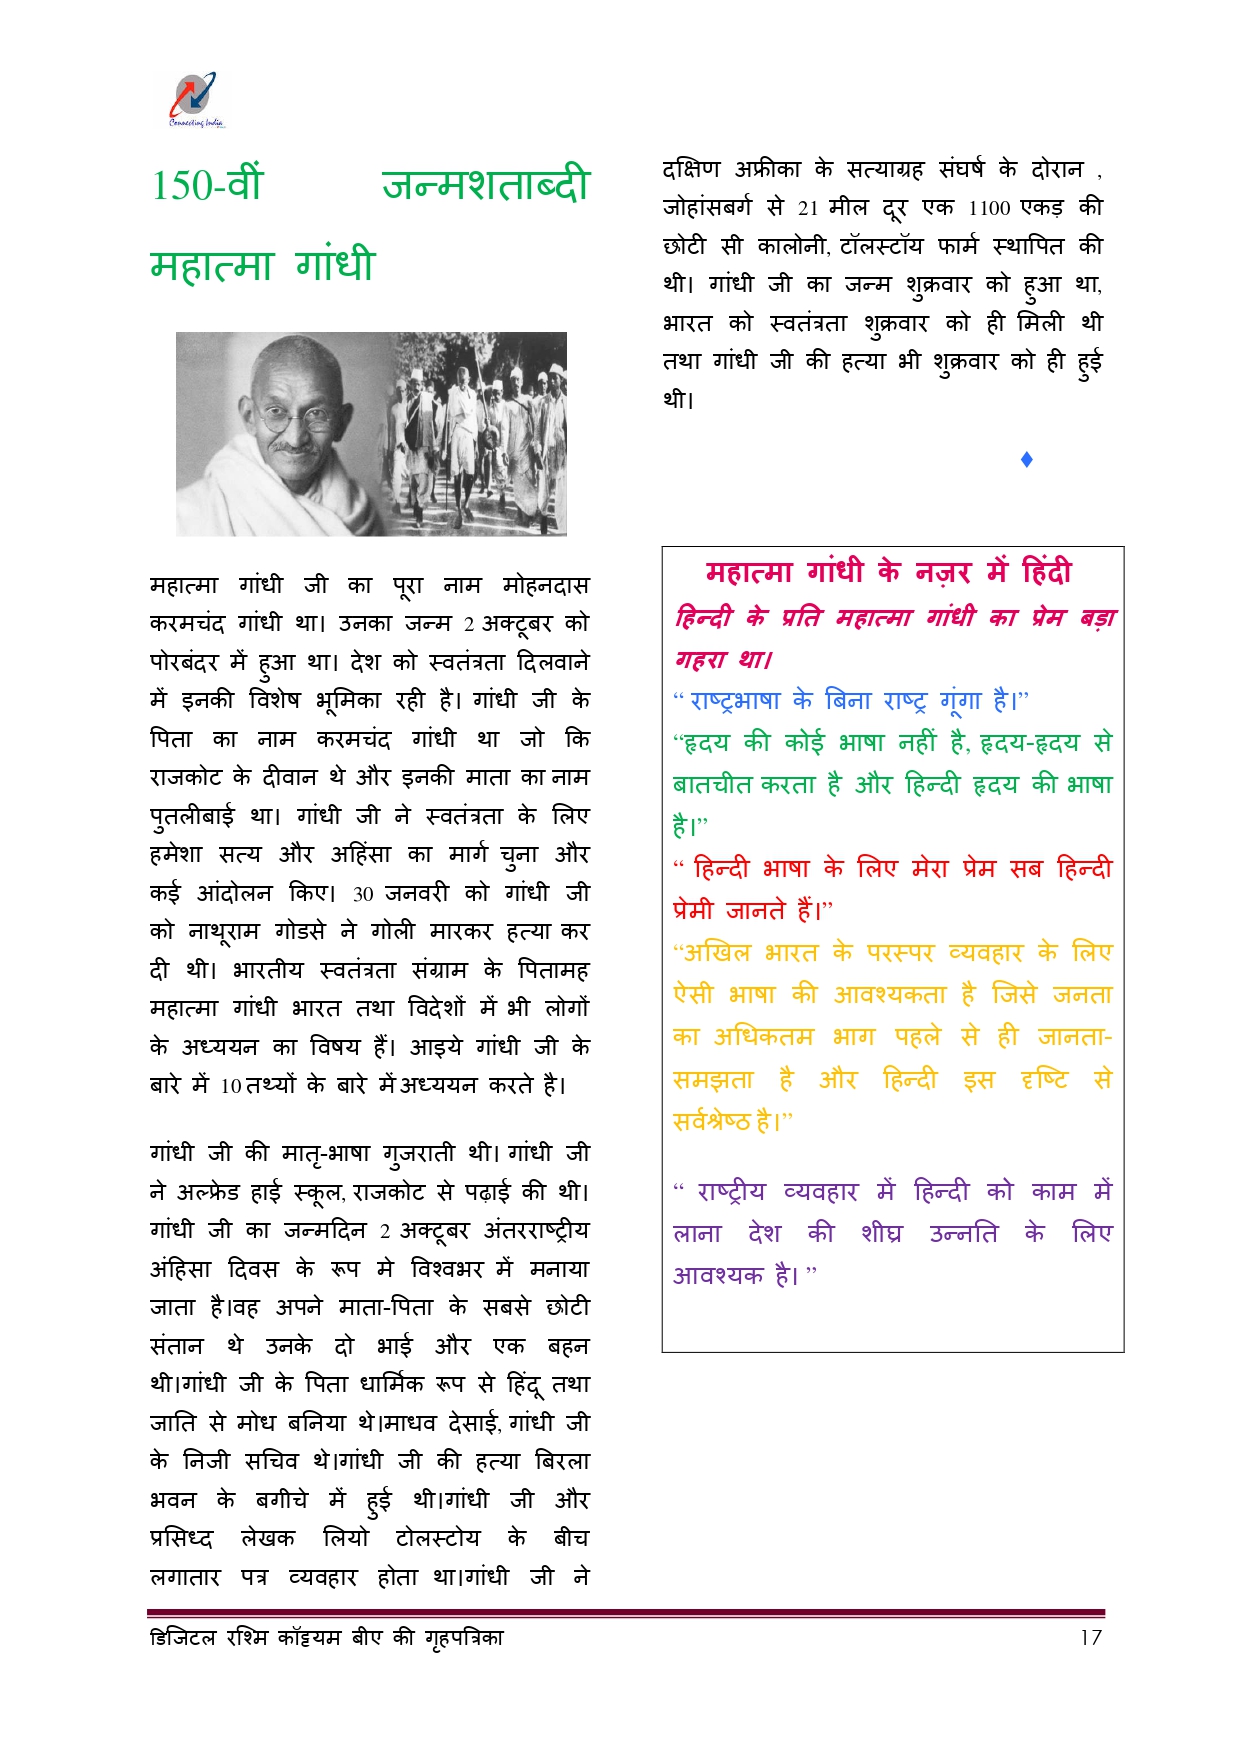 Connecting India
150-वीं जन्मशताब्दी
महात्मा गांधी
महात्मा गांधी जी का पूरा नाम मोहनदास
करमचंद गांधी था। उनका जन्म 2 अक्टूबर को
पोरबंदर में हुआ था। देश को स्वतंत्रता दिलवाने
में इनकी विशेष भूमिका रही है। गांधी जी के
पिता का नाम करमचंद गांधी था जो कि
राजकोट के दीवान थे और इनकी माता का नाम
पुतलीबाई था। गांधी जी ने स्वतंत्रता के लिए
हमेशा सत्य और अहिंसा का मार्ग चुना और
कई आंदोलन किए। 30 जनवरी को गांधी जी
को नाथूराम गोडसे ने गोली मारकर हत्या कर
दी थी। भारतीय स्वतंत्रता संग्राम के पितामह
महात्मा गांधी भारत तथा विदेशों में भी लोगों
के अध्ययन का विषय हैं। आइये गांधी जी के
बारे में 10 तथ्यों के बारे में अध्ययन करते है।
गांधी जी की मातृ-भाषा गुजराती थी। गांधी जी
ने अल्फ्रेड हाई स्कूल, राजकोट से पढ़ाई की थी।
गांधी जी का जन्मदिन 2 अक्टूबर अंतरराष्ट्रीय
अंहिसा दिवस के रूप मे विश्वभर में मनाया
जाता है।वह अपने माता-पिता के सबसे छोटी
संतान थे उनके दो भाई और एक बहन
थी।गांधी जी के पिता धार्मिक रूप से हिंदू तथा
जाति से मोध बनिया थे।माधव देसाई, गांधी जी
के निजी सचिव थे।गांधी जी की हत्या बिरला
भवन के बगीचे में हुई थी।गांधी जी और
प्रसिध्द लेखक लियो टोलस्टोय के बीच
लगातार पत्र व्यवहार होता था।गांधी जी ने
दक्षिण अफ्रीका के सत्याग्रह संघर्ष के दोरान ,
जोहांसबर्ग से 21 मील दूर एक 1100 एकड़ की
छोटी सी कालोनी, टॉलस्टॉय फार्म स्थापित की
थी। गांधी जी का जन्म शुक्रवार को हुआ था,
भारत को स्वतंत्रता शुक्रवार को ही मिली थी
तथा गांधी जी की हत्या भी शुक्रवार को ही हुई
थी।
♦
महात्मा गांधी के नज़र में हिंदी
हिन्दी के प्रति महात्मा गांधी का प्रेम बड़ा
गहरा था।
“ राष्ट्रभाषा के बिना राष्ट्र गूंगा है।”
“हृदय की कोई भाषा नहीं है, हृदय-हृदय से
बातचीत करता है और हिन्दी हृदय की भाषा
है।”
“ हिन्दी भाषा के लिए मेरा प्रेम सब हिन्दी
प्रेमी जानते हैं।”
“अखिल भारत के परस्पर व्यवहार के लिए
ऐसी भाषा की आवश्यकता है जिसे जनता
का अधिकतम भाग पहले से ही जानता-
समझता है और हिन्दी इस दृष्टि से
सर्वश्रेष्ठ है।”
“ राष्ट्रीय व्यवहार में हिन्दी को काम में
लाना देश की शीघ्र उन्नति के लिए
आवश्यक है। ”
डिजिटल रश्मि कॉट्टयम बीए की गृहपत्रिका 17